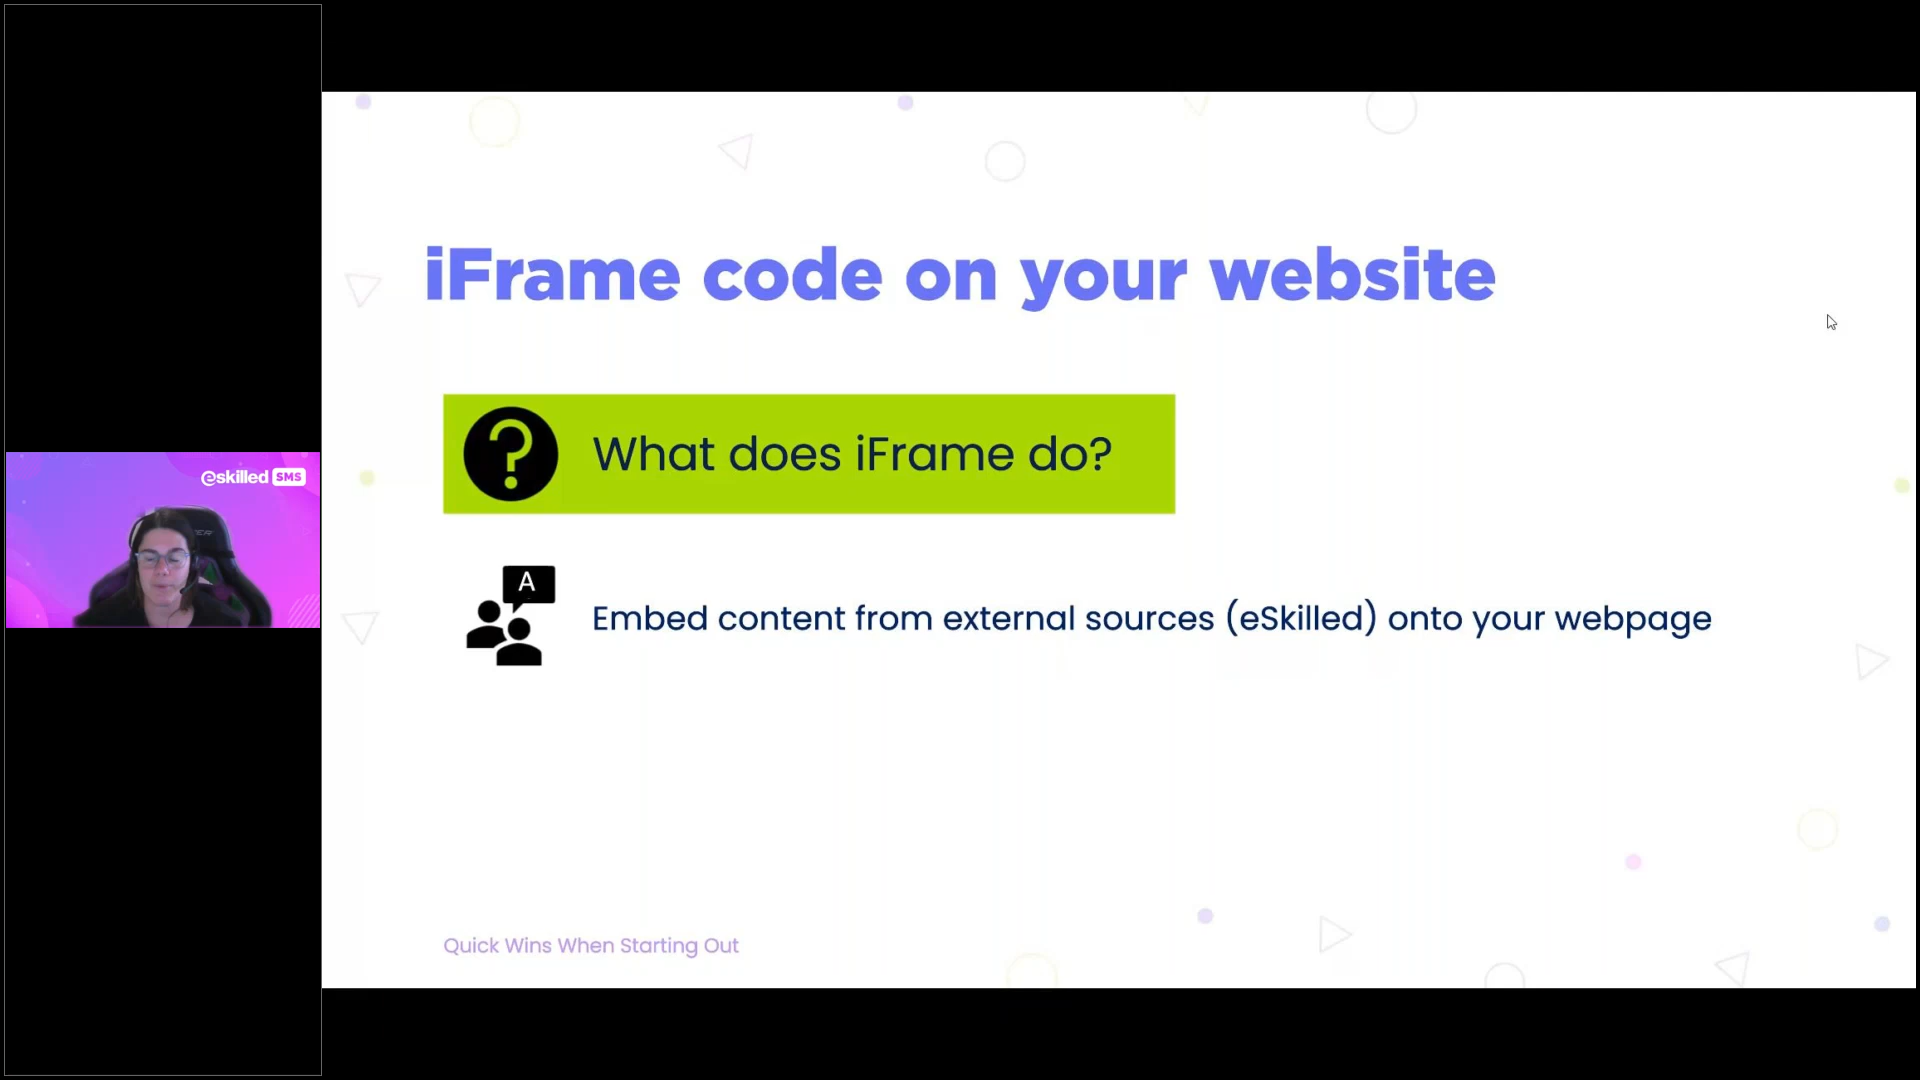 iFrame code on your website
?
What does iFrame do?
eskilled SMS
A
Embed content from external sources (eSkilled) onto your webpage
Quick Wins When Starting Out